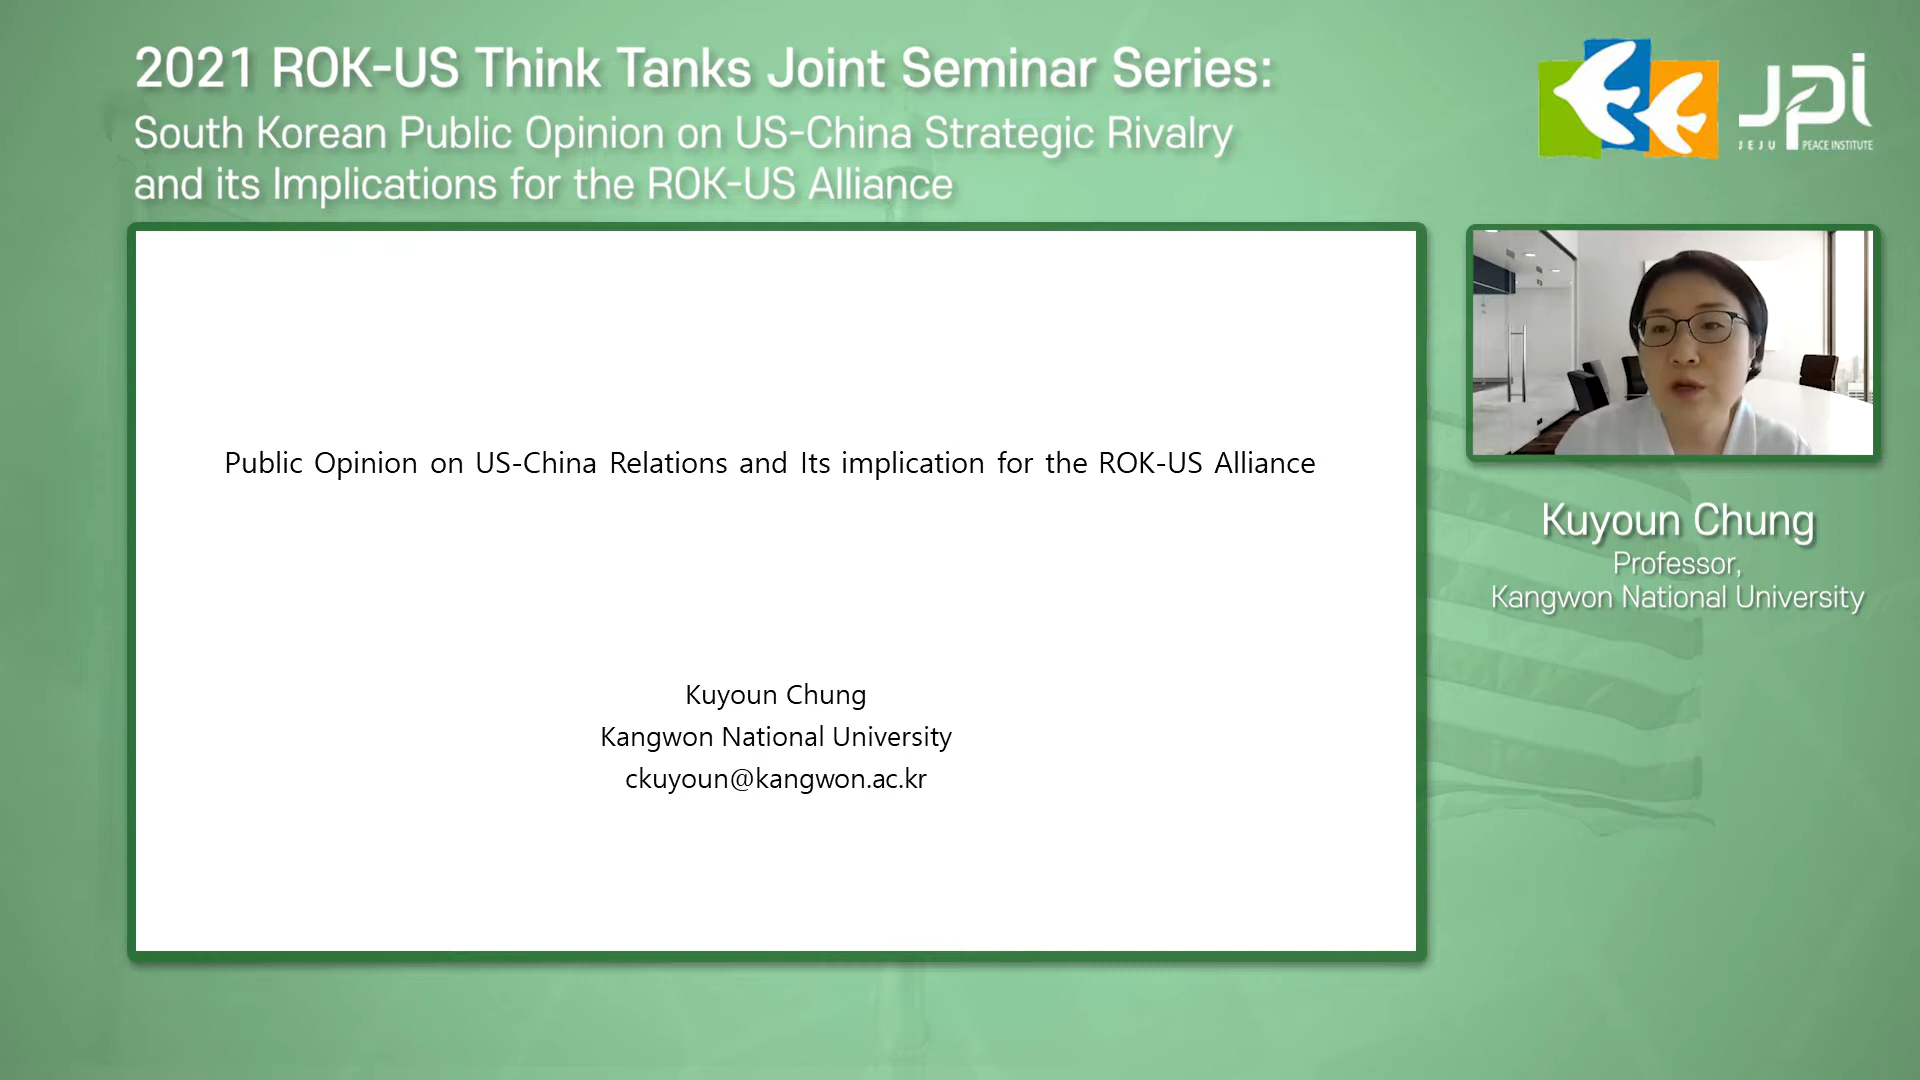 2021 ROK-US Think Tanks Joint Seminar Series:
South Korean Public Opinion on US-China Strategic Rivalry
and its Implications for the ROK-US Alliance
JPI
JEJU PEACE INSTITUTE
Public Opinion on US-China Relations and Its implication for the ROK-US Alliance
Kuyoun Chung
Kangwon National University
ckuyoun@kangwon.ac.kr
Kuyoun Chung
Professor,
Kangwon National University